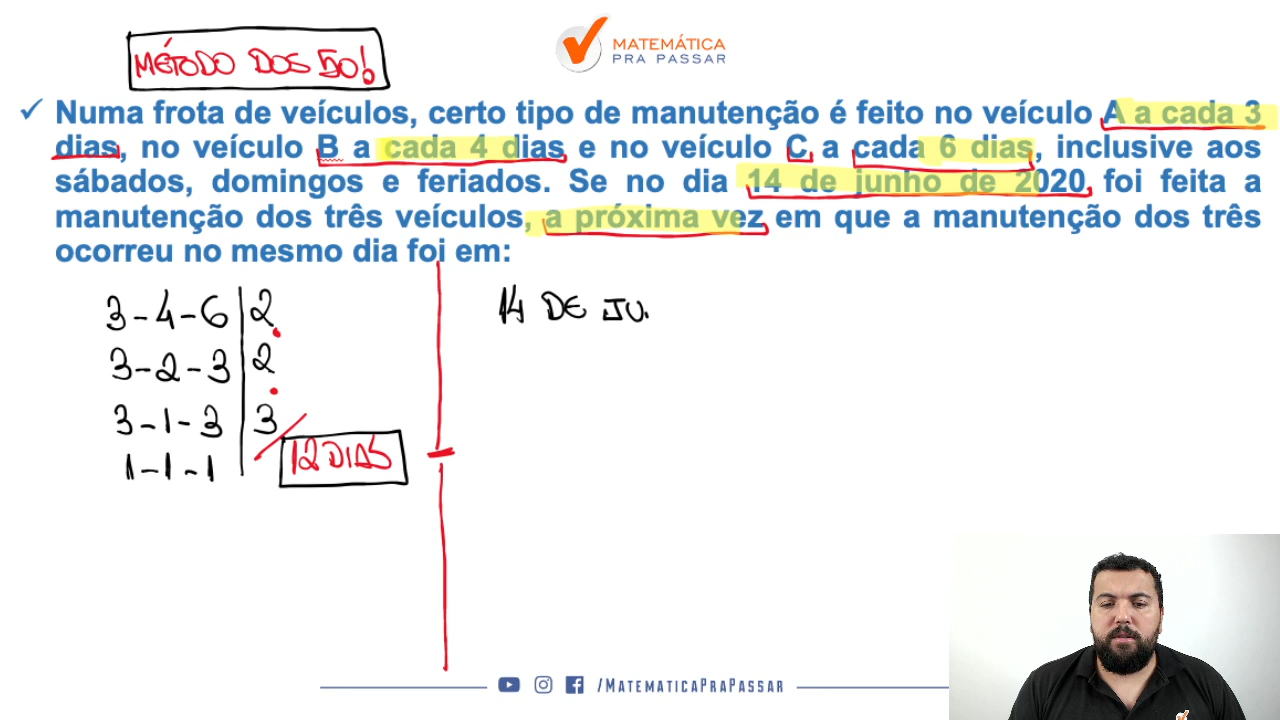 MÉTODO DOS 50!
MATEMÁTICA
PRA PASSAR
✓ Numa frota de veículos, certo tipo de manutenção é feito no veículo A a cada 3
dias, no veículo B a cada 4 dias e no veículo C a cada 6 dias, inclusive aos
sábados, domingos e feriados. Se no dia 14 de junho de 2020, foi feita a
manutenção dos três veículos, a próxima vez em que a manutenção dos três
ocorreu no mesmo dia foi em:
3-4-6 | 2
3-2-3 | 2
3-1-3 | 3
1-1-1
12 DIAS
14 DE JU.
/MATEMATICAPRAPASSAR